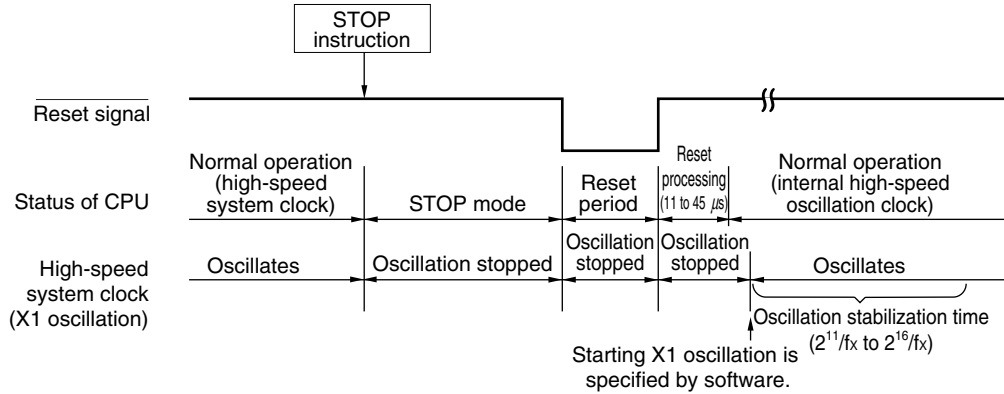 STOP
instruction
Reset signal
Normal operation
(high-speed
system clock)
Status of CPU
STOP mode
Reset
period
Reset
processing
(11 to 45 μs)
Normal operation
(internal high-speed
oscillation clock)
High-speed
system clock
(X1 oscillation)
Oscillates
Oscillation stopped
Oscillation
stopped
Oscillation
stopped
Oscillates
Oscillation stabilization time
(2¹¹/fx to 2¹⁶/fx)
Starting X1 oscillation is
specified by software.